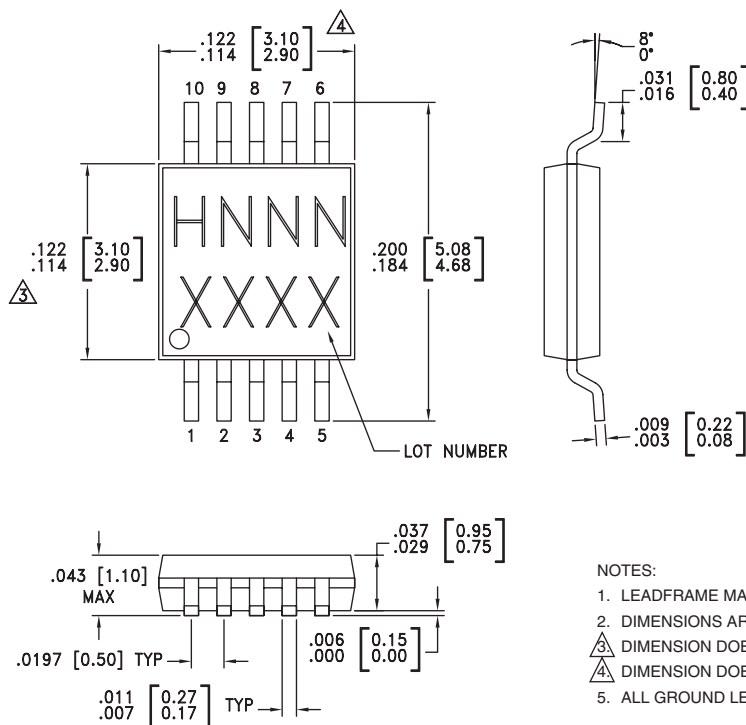 .122 [3.10]
.114 [2.90]
4
10 9 8 7 6
HNNN
XXXX
.122 [3.10]
.114 [2.90]
3
.200 [5.08]
.184 [4.68]
1 2 3 4 5
LOT NUMBER
8°
0°
.031 [0.80]
.016 [0.40]
.009 [0.22]
.003 [0.08]
.043 [1.10]
MAX
.037 [0.95]
.029 [0.75]
.0197 [0.50] TYP
.006 [0.15]
.000 [0.00]
.011 [0.27]
.007 [0.17]
TYP
NOTES:
1. LEADFRAME MA
2. DIMENSIONS AR
3. DIMENSION DOE
4. DIMENSION DOE
5. ALL GROUND LE